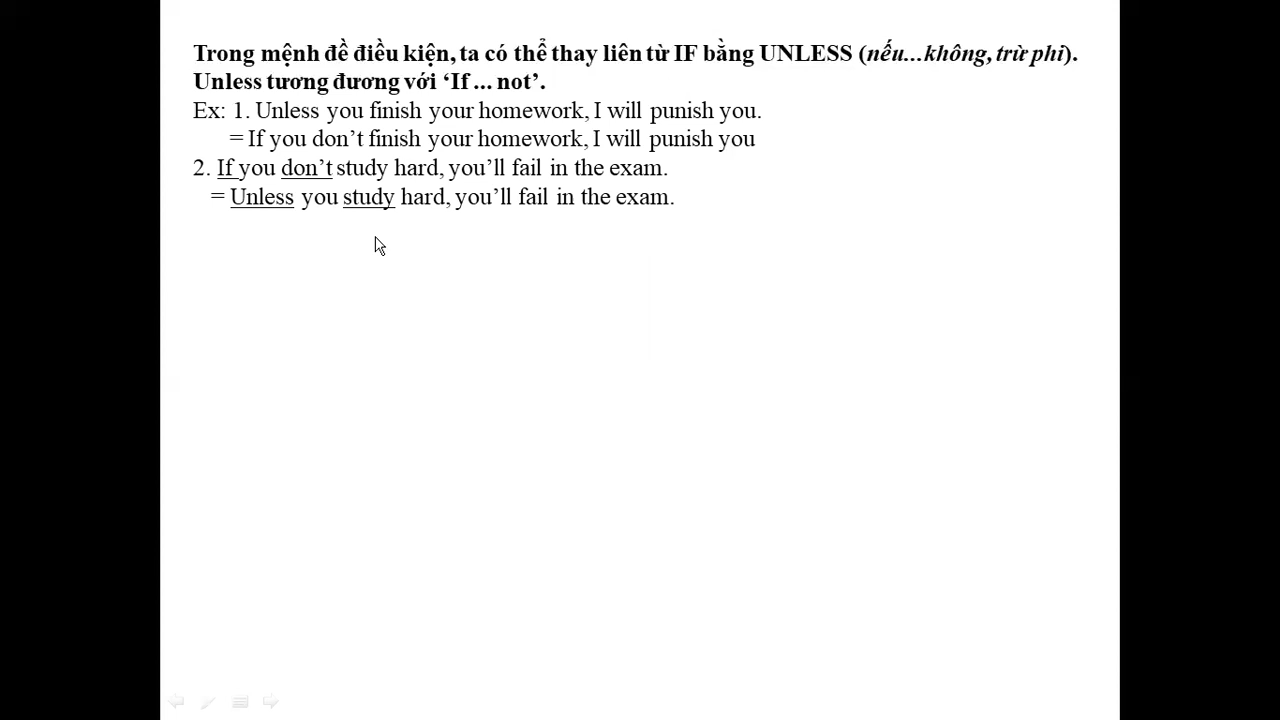 Trong mệnh đề điều kiện, ta có thể thay liên từ IF bằng UNLESS (nếu...không, trừ phi).
Unless tương đương với ‘If ... not’.
Ex: 1. Unless you finish your homework, I will punish you.
= If you don’t finish your homework, I will punish you
2. If you don’t study hard, you’ll fail in the exam.
= Unless you study hard, you’ll fail in the exam.